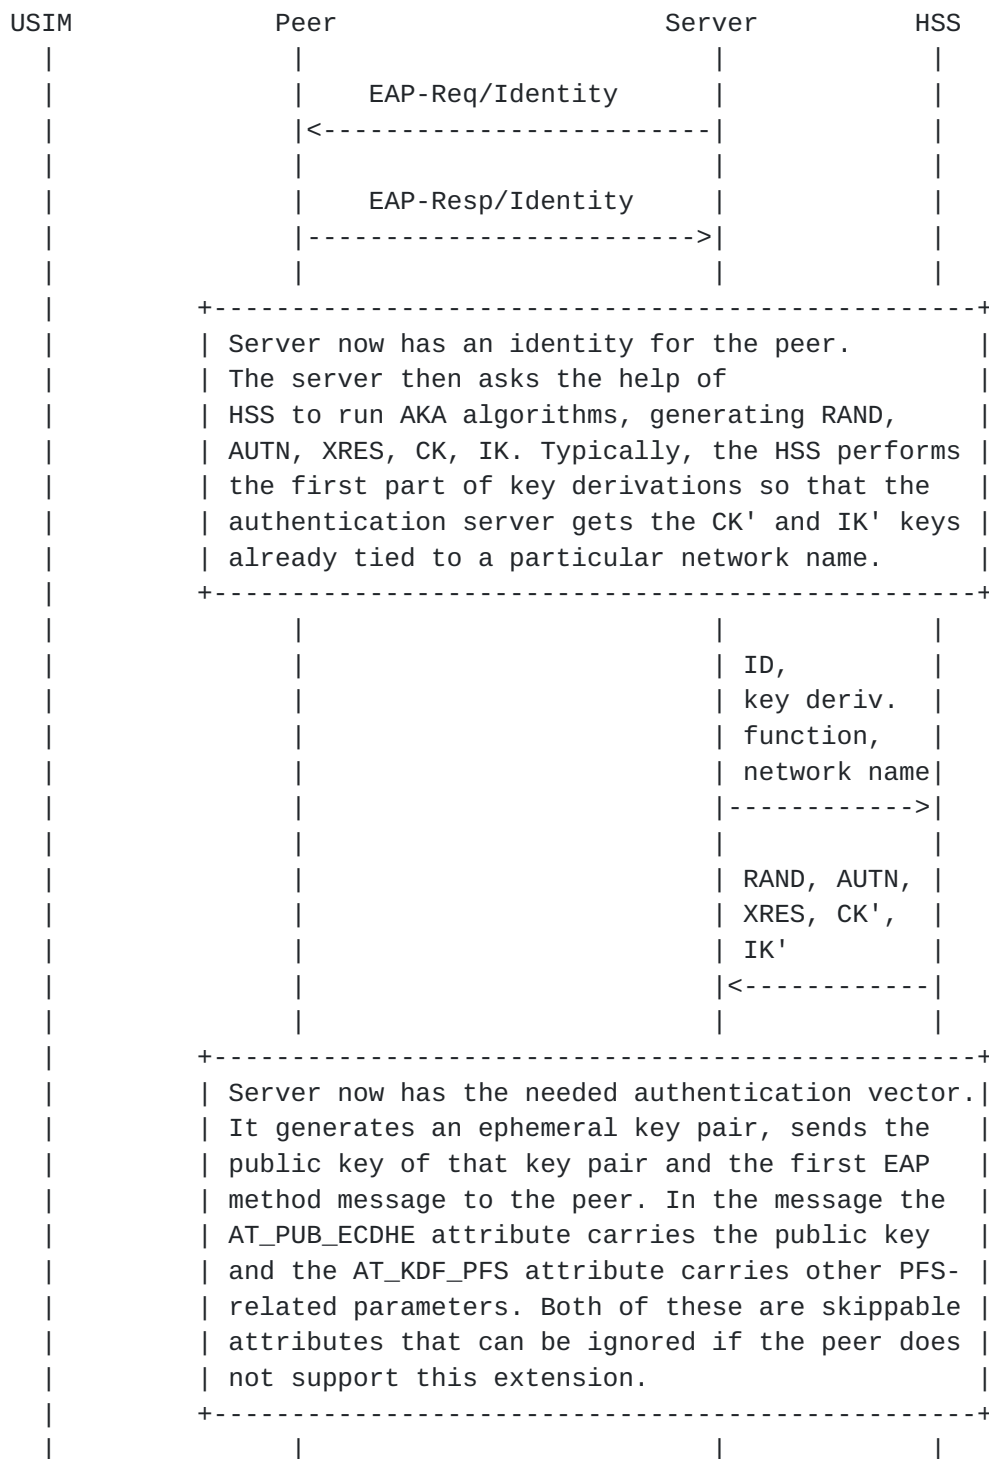 USIM             Peer                     Server          HSS
  |               |                          |             |
  |               |    EAP-Req/Identity      |             |
  |               |<-------------------------|             |
  |               |                          |             |
  |               |    EAP-Resp/Identity     |             |
  |               |------------------------->|             |
  |               |                          |             |
  |         +-------------------------------------------------+
  |         | Server now has an identity for the peer.        |
  |         | The server then asks the help of                |
  |         | HSS to run AKA algorithms, generating RAND,     |
  |         | AUTN, XRES, CK, IK. Typically, the HSS performs |
  |         | the first part of key derivations so that the   |
  |         | authentication server gets the CK' and IK' keys |
  |         | already tied to a particular network name.      |
  |         +-------------------------------------------------+
  |               |                          |             |
  |               |                          | ID,         |
  |               |                          | key deriv.  |
  |               |                          | function,   |
  |               |                          | network name|
  |               |                          |------------>|
  |               |                          |             |
  |               |                          | RAND, AUTN, |
  |               |                          | XRES, CK',  |
  |               |                          | IK'         |
  |               |                          |<------------|
  |               |                          |             |
  |         +-------------------------------------------------+
  |         | Server now has the needed authentication vector.|
  |         | It generates an ephemeral key pair, sends the   |
  |         | public key of that key pair and the first EAP   |
  |         | method message to the peer. In the message the  |
  |         | AT_PUB_ECDHE attribute carries the public key   |
  |         | and the AT_KDF_PFS attribute carries other PFS- |
  |         | related parameters. Both of these are skippable |
  |         | attributes that can be ignored if the peer does |
  |         | not support this extension.                     |
  |         +-------------------------------------------------+
  |               |                          |             |